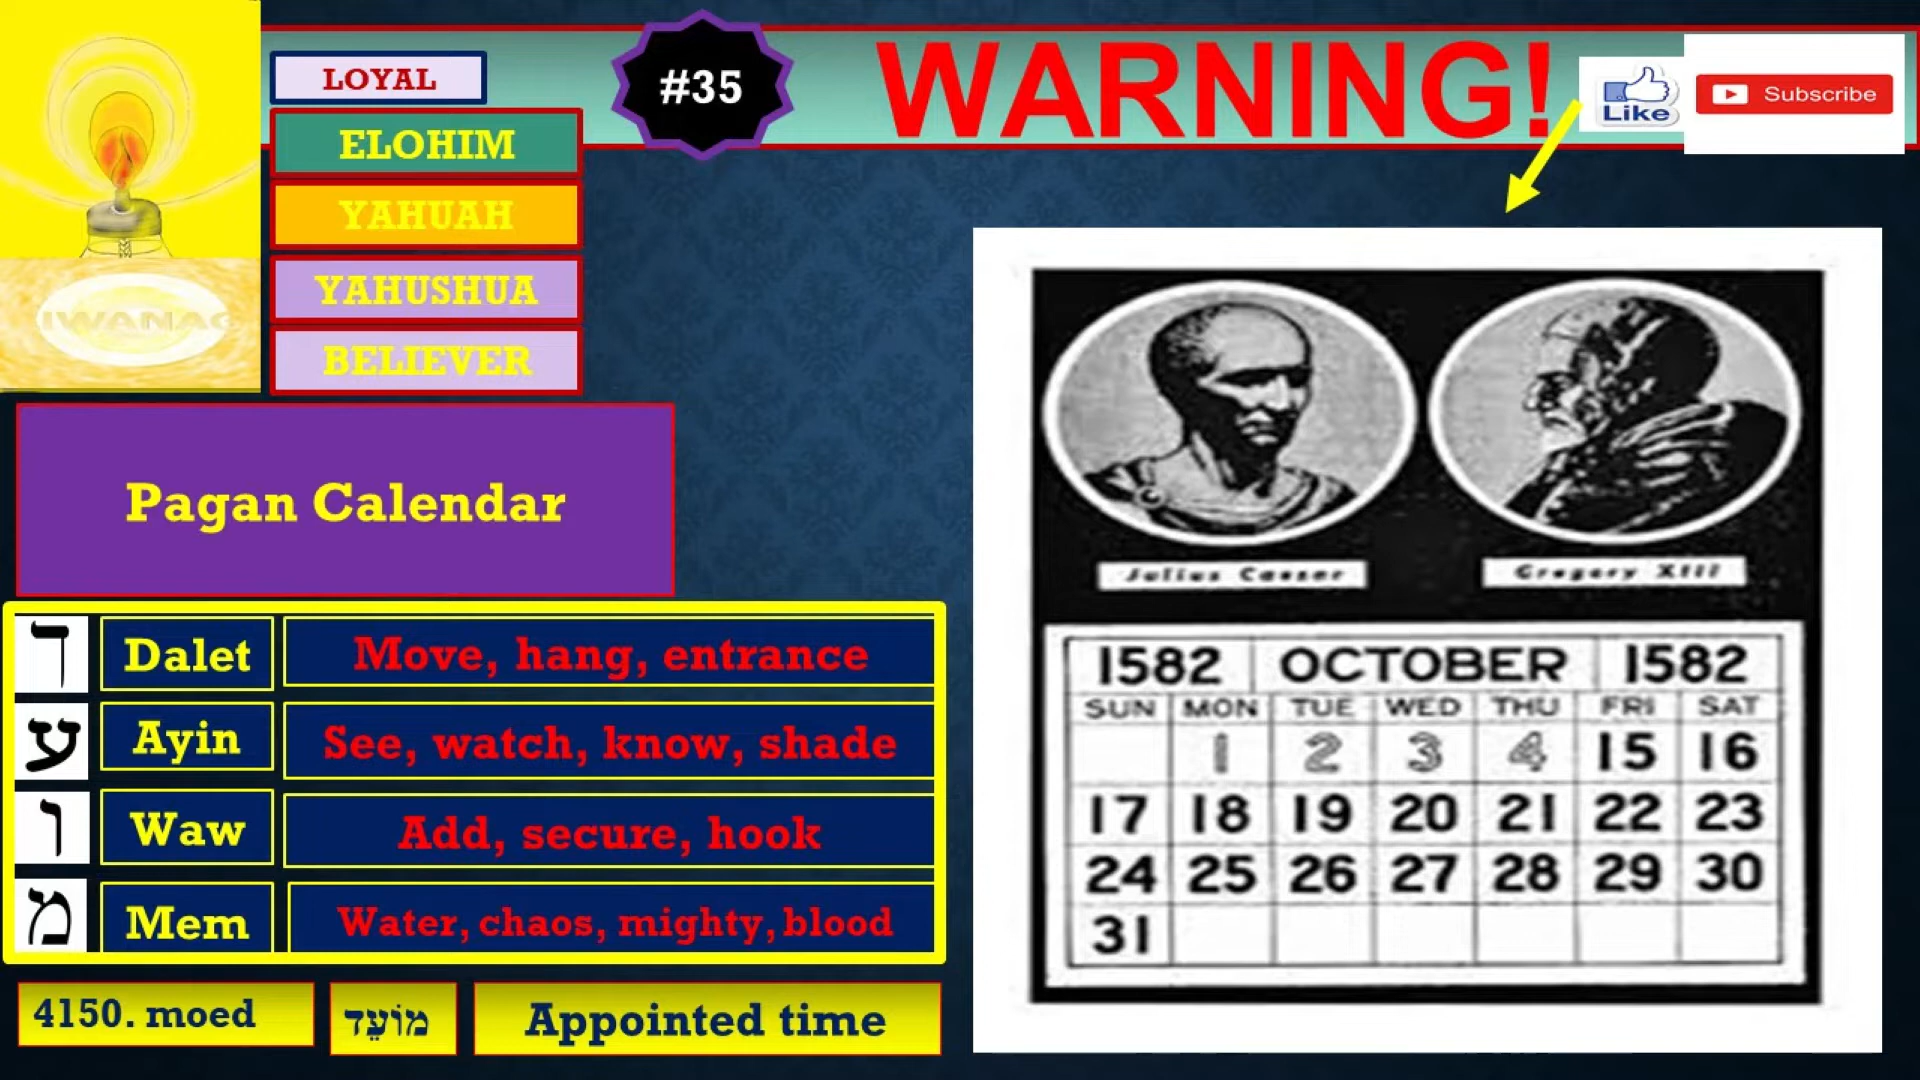 LOYAL
ELOHIM
YAHUAH
YAHUSHUA
BELIEVER
#35
WARNING!
Like
Subscribe
IWANAG
Pagan Calendar
ד Dalet Move, hang, entrance
ע Ayin See, watch, know, shade
ו Waw Add, secure, hook
מ Mem Water, chaos, mighty, blood
4150. moed מוֹעֵד Appointed time
Julius Caesar Gregory XIII
1582 OCTOBER 1582
SUN MON TUE WED THU FRI SAT
1 2 3 4 15 16
17 18 19 20 21 22 23
24 25 26 27 28 29 30
31